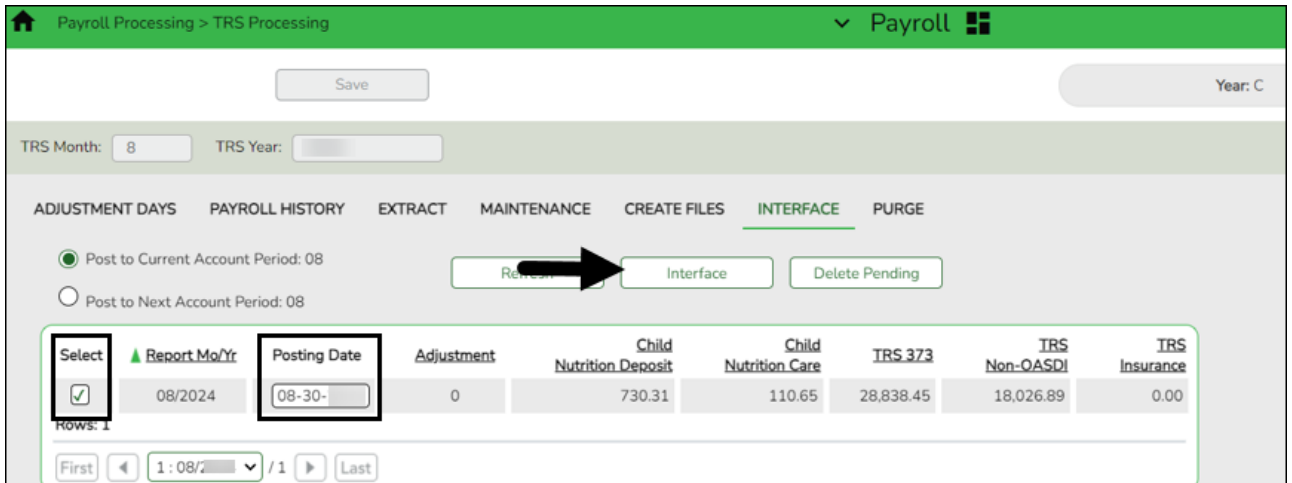 Payroll Processing > TRS Processing
Payroll
Save
Year: C
TRS Month: 8 TRS Year:
ADJUSTMENT DAYS PAYROLL HISTORY EXTRACT MAINTENANCE CREATE FILES INTERFACE PURGE
Post to Current Account Period: 08
Interface Delete Pending
Post to Next Account Period: 08
Select Report Mo/Yr Posting Date Adjustment Child Nutrition Deposit Child Nutrition Care TRS 373 TRS Non-OASDI TRS Insurance
08/2024 08-30- 0 730.31 110.65 28,838.45 18,026.89 0.00
Rows: 1
First 1 : 08/ / 1 Last